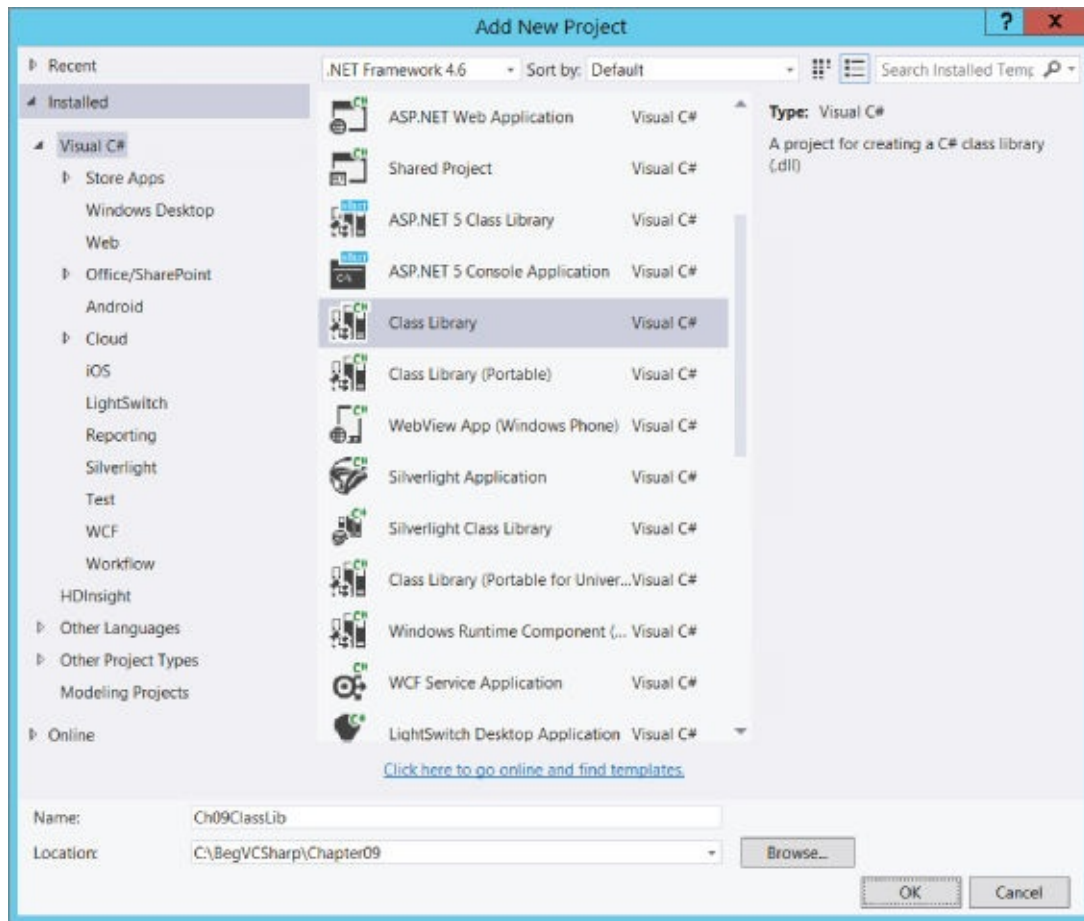 Add New Project
?
x
Recent
Installed
Visual C#
Store Apps
Windows Desktop
Web
Office/SharePoint
Android
Cloud
iOS
LightSwitch
Reporting
Silverlight
Test
WCF
Workflow
HDInsight
Other Languages
Other Project Types
Modeling Projects
Online
.NET Framework 4.6
Sort by: Default
Search Installed Temp
ASP.NET Web Application Visual C#
Shared Project Visual C#
ASP.NET 5 Class Library Visual C#
ASP.NET 5 Console Application Visual C#
Class Library Visual C#
Class Library (Portable) Visual C#
WebView App (Windows Phone) Visual C#
Silverlight Application Visual C#
Silverlight Class Library Visual C#
Class Library (Portable for Univer...Visual C#
Windows Runtime Component (... Visual C#
WCF Service Application Visual C#
LightSwitch Desktop Application Visual C#
Click here to go online and find templates.
Type: Visual C#
A project for creating a C# class library
(.dll)
Name: Ch09ClassLib
Location: C:\BegVCSharp\Chapter09
Browse...
OK Cancel